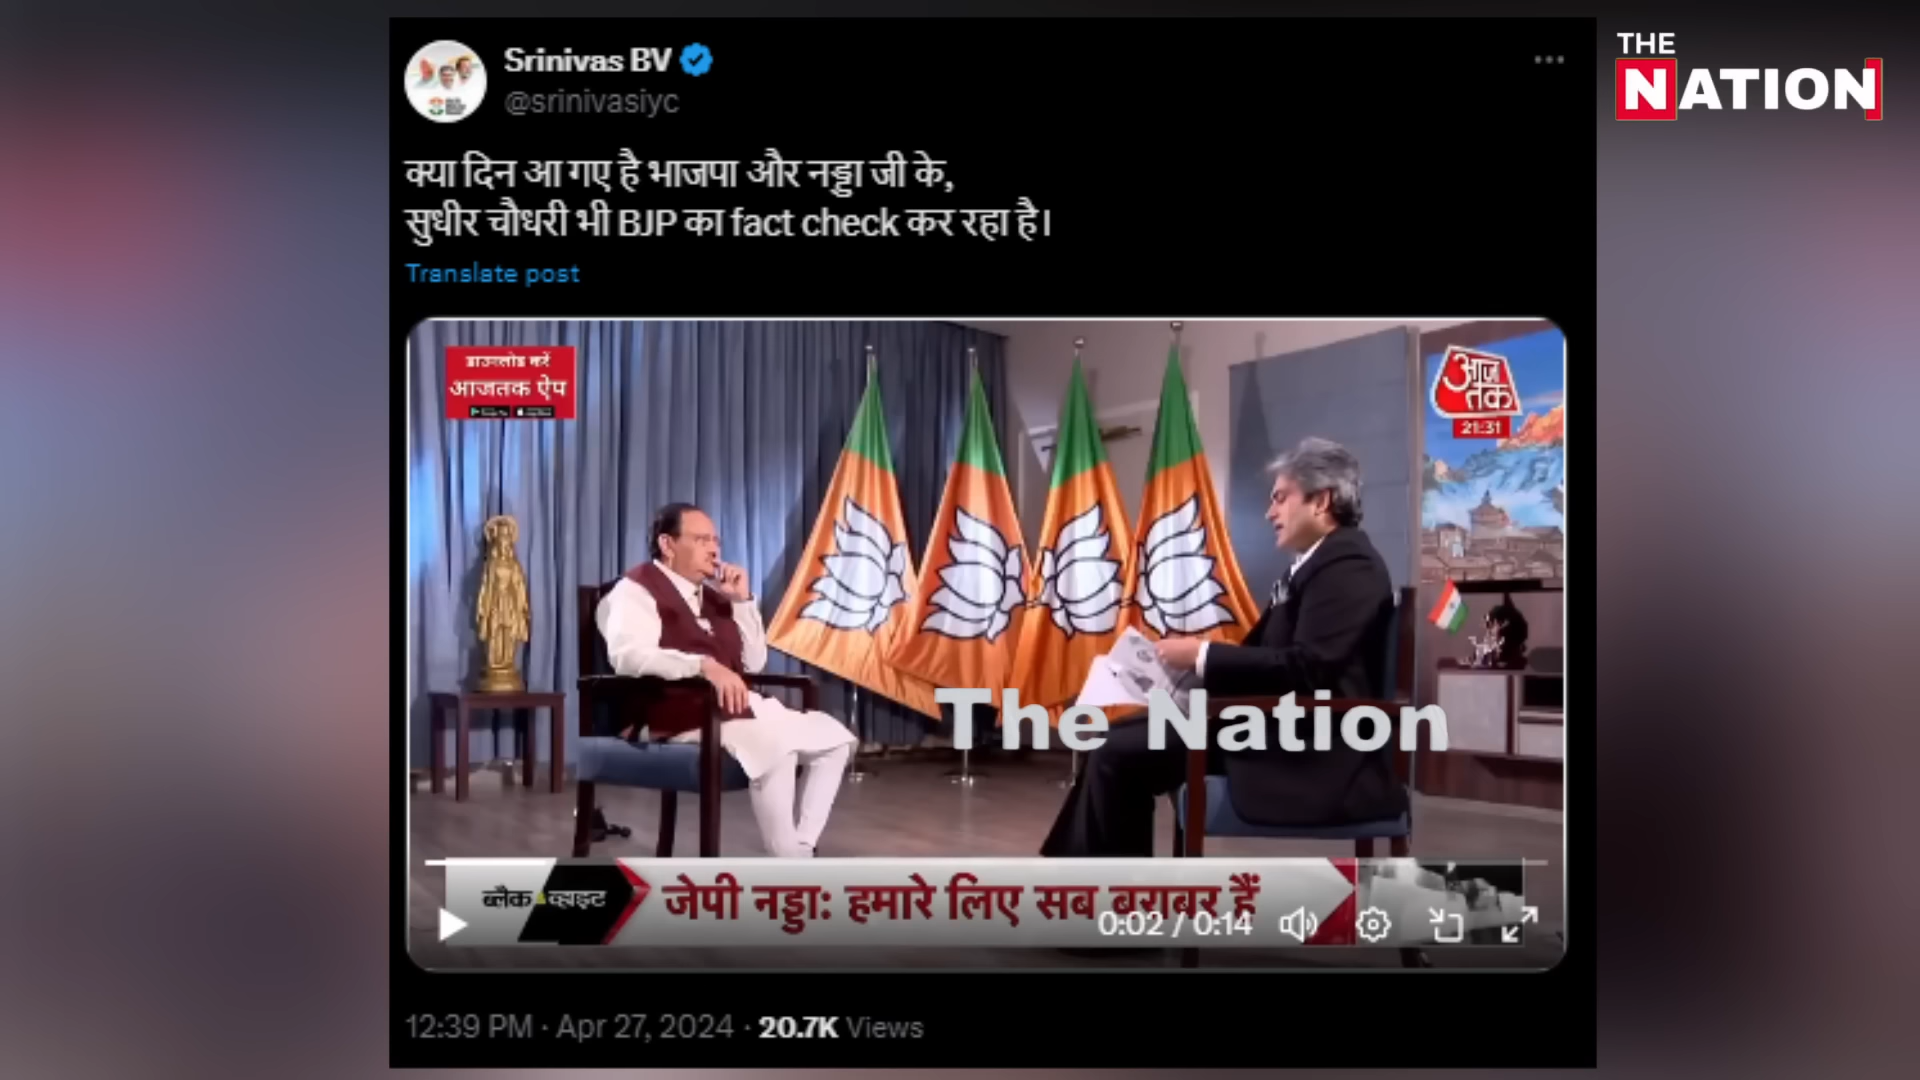 THE
NATION
Srinivas BV
@srinivasiyc
क्या दिन आ गए है भाजपा और नड्डा जी के,
सुधीर चौधरी भी BJP का fact check कर रहा है।
Translate post
डाउनलोड करें
आजतक ऐप
आज
तक
21:31
The Nation
ब्लैक व्हाइट
जेपी नड्डा: हमारे लिए सब बराबर हैं
0:02 / 0:14
12:39 PM · Apr 27, 2024 · 20.7K Views